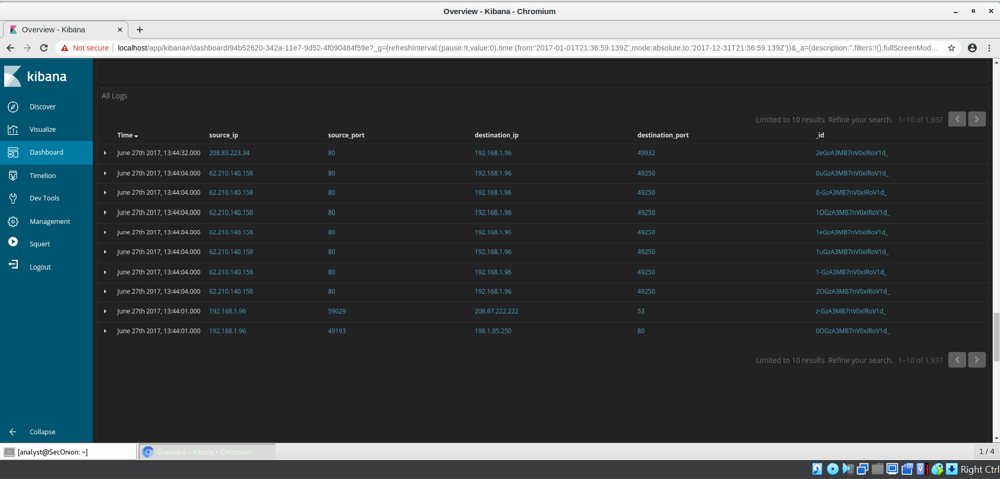 Overview - Kibana - Chromium
Overview - Kibana
Not secure localhost/app/kibana#/dashboard/94b52620-342a-11e7-9d52-4f090484f59e?_g=(refreshInterval:(pause:!t,value:0),time:(from:'2017-01-01T21:36:59.139Z',mode:absolute,to:'2017-12-31T21:36:59.139Z'))&_a=(description:'',filters:!(),fullScreenMod...
kibana
Discover
Visualize
Dashboard
Timelion
Dev Tools
Management
Squert
Logout
Collapse
All Logs
Limited to 10 results. Refine your search. 1–10 of 1,937
Time source_ip source_port destination_ip destination_port _id
June 27th 2017, 13:44:32.000 208.83.223.34 80 192.168.1.96 49932 2eGzA3MB7nV0xIRoV1d_
June 27th 2017, 13:44:04.000 62.210.140.158 80 192.168.1.96 49250 0uGzA3MB7nV0xIRoV1d_
June 27th 2017, 13:44:04.000 62.210.140.158 80 192.168.1.96 49250 0-GzA3MB7nV0xIRoV1d_
June 27th 2017, 13:44:04.000 62.210.140.158 80 192.168.1.96 49250 1OGzA3MB7nV0xIRoV1d_
June 27th 2017, 13:44:04.000 62.210.140.158 80 192.168.1.96 49250 1eGzA3MB7nV0xIRoV1d_
June 27th 2017, 13:44:04.000 62.210.140.158 80 192.168.1.96 49250 1uGzA3MB7nV0xIRoV1d_
June 27th 2017, 13:44:04.000 62.210.140.158 80 192.168.1.96 49250 1-GzA3MB7nV0xIRoV1d_
June 27th 2017, 13:44:04.000 62.210.140.158 80 192.168.1.96 49250 2OGzA3MB7nV0xIRoV1d_
June 27th 2017, 13:44:01.000 192.168.1.96 59029 208.67.222.222 53 z-GzA3MB7nV0xIRoV1d_
June 27th 2017, 13:44:01.000 192.168.1.96 49193 198.1.85.250 80 0OGzA3MB7nV0xIRoV1d_
Limited to 10 results. Refine your search. 1–10 of 1,937
[analyst@SecOnion: ~] Overview - Kibana - Chromium 1 / 4
Right Ctrl